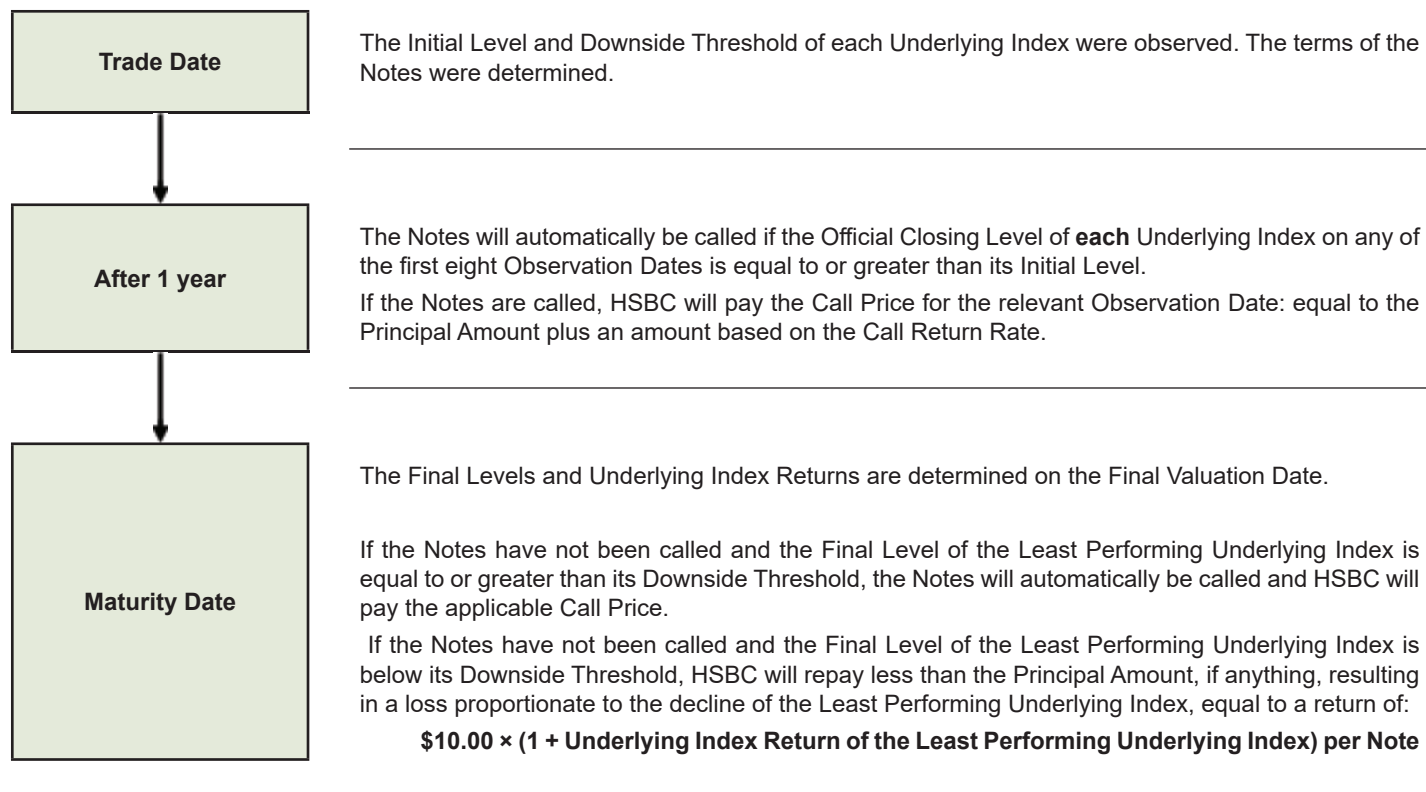 Trade Date
The Initial Level and Downside Threshold of each Underlying Index were observed. The terms of the
Notes were determined.
After 1 year
The Notes will automatically be called if the Official Closing Level of each Underlying Index on any of
the first eight Observation Dates is equal to or greater than its Initial Level.
If the Notes are called, HSBC will pay the Call Price for the relevant Observation Date: equal to the
Principal Amount plus an amount based on the Call Return Rate.
Maturity Date
The Final Levels and Underlying Index Returns are determined on the Final Valuation Date.
If the Notes have not been called and the Final Level of the Least Performing Underlying Index is
equal to or greater than its Downside Threshold, the Notes will automatically be called and HSBC will
pay the applicable Call Price.
If the Notes have not been called and the Final Level of the Least Performing Underlying Index is
below its Downside Threshold, HSBC will repay less than the Principal Amount, if anything, resulting
in a loss proportionate to the decline of the Least Performing Underlying Index, equal to a return of:
$10.00 × (1 + Underlying Index Return of the Least Performing Underlying Index) per Note